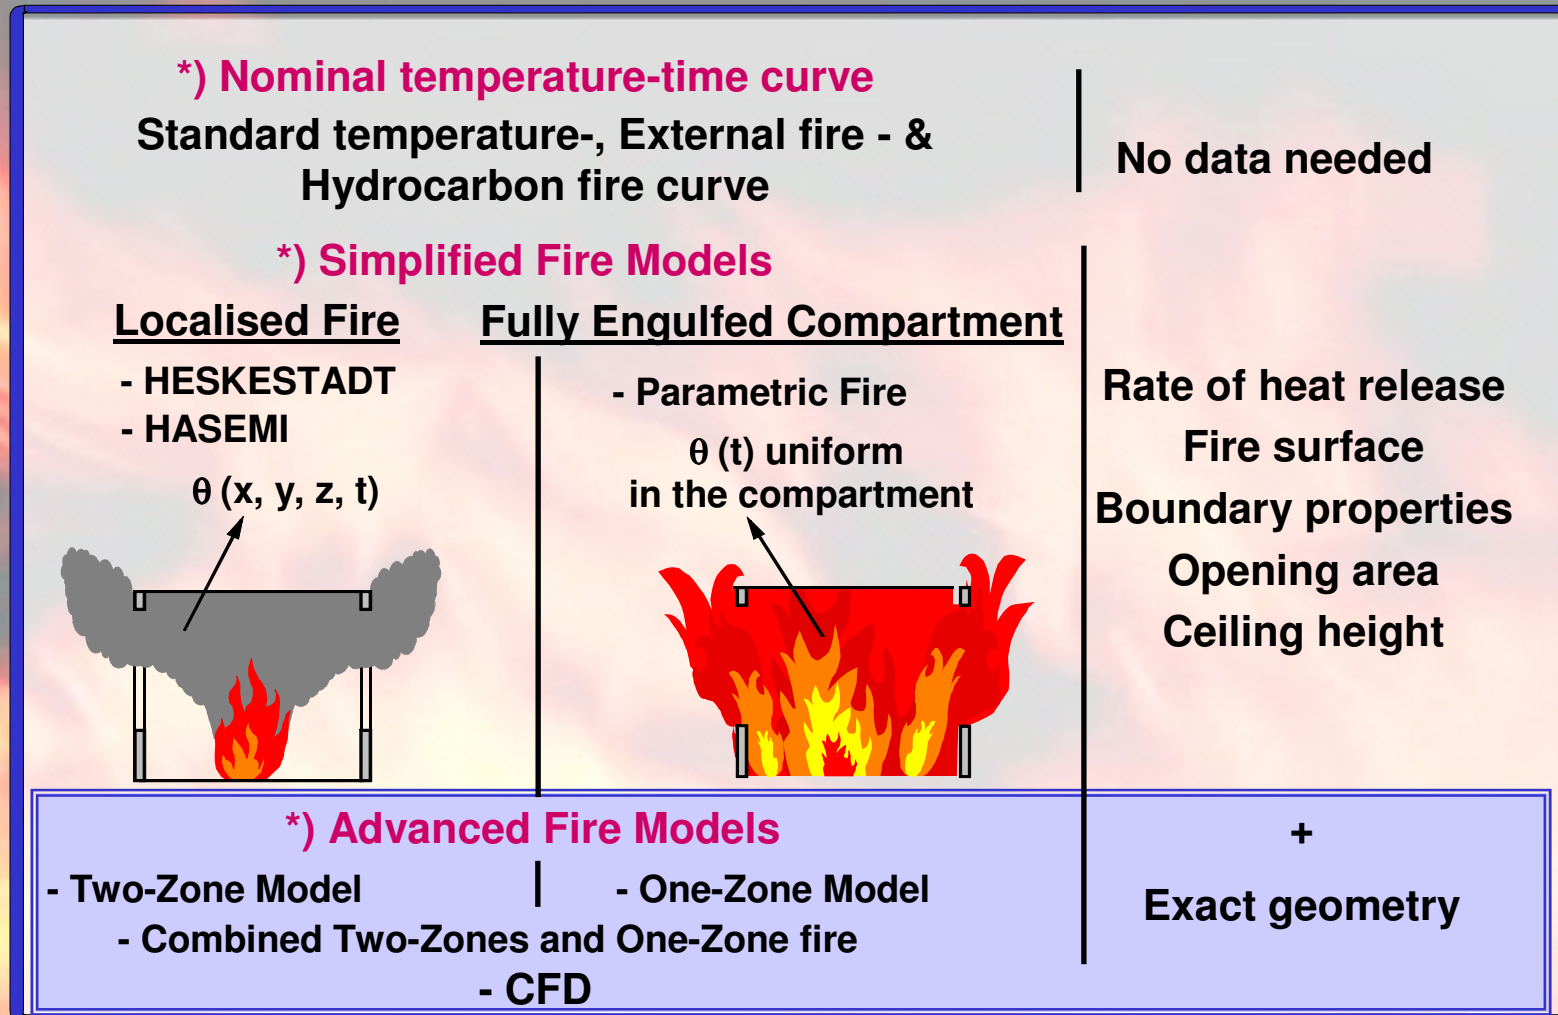 *) Nominal temperature-time curve
Standard temperature-, External fire - &
Hydrocarbon fire curve
No data needed
*) Simplified Fire Models
Localised Fire
- HESKESTADT
- HASEMI
θ (x, y, z, t)
Fully Engulfed Compartment
- Parametric Fire
θ (t) uniform
in the compartment
Rate of heat release
Fire surface
Boundary properties
Opening area
Ceiling height
*) Advanced Fire Models
- Two-Zone Model
- One-Zone Model
- Combined Two-Zones and One-Zone fire
- CFD
+
Exact geometry